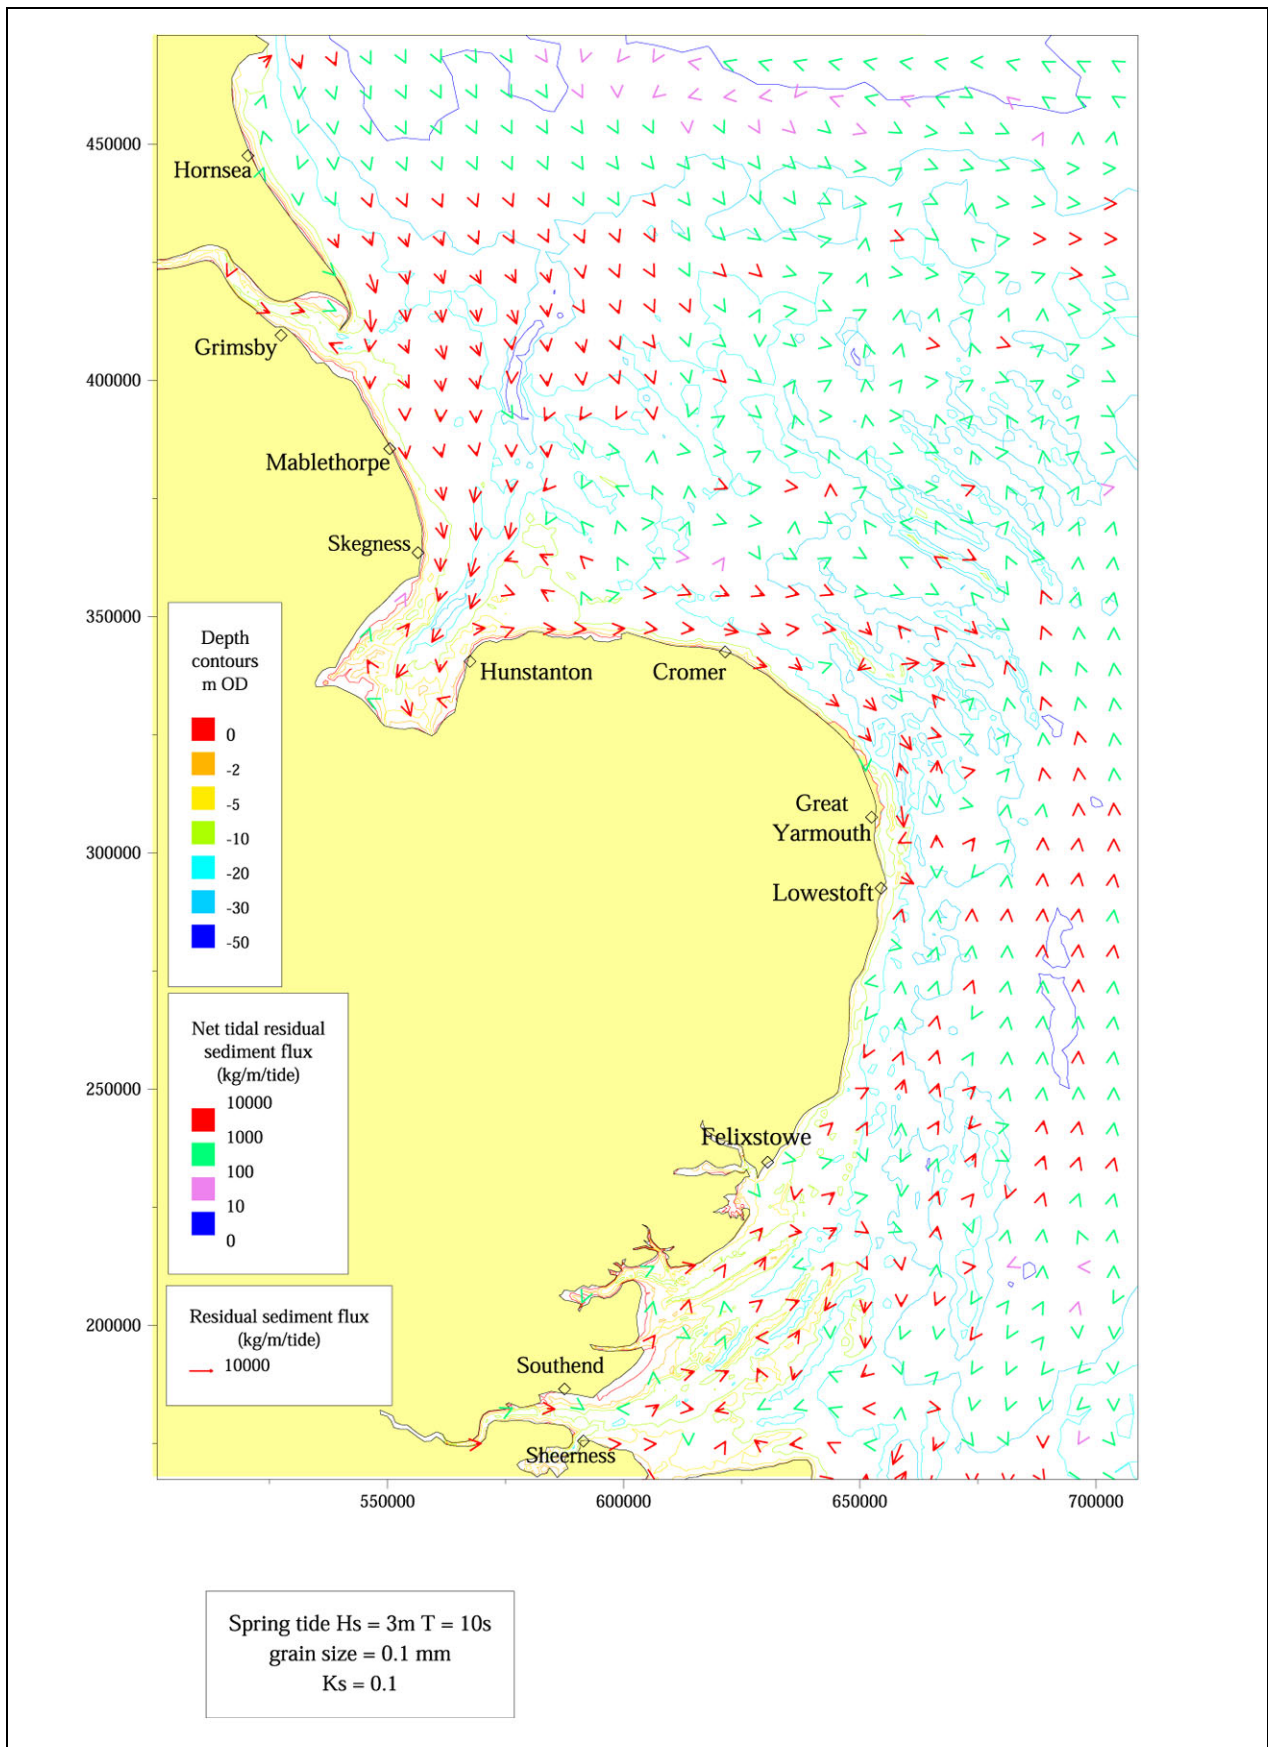 450000
Hornsea
Grimsby
400000
Mablethorpe
Skegness
350000
Depth
contours
m OD
0
-2
-5
-10
-20
-30
-50
Hunstanton
Cromer
Great
Yarmouth
300000
Lowestoft
Net tidal residual
sediment flux
(kg/m/tide)
10000
1000
100
10
0
250000
Felixstowe
Residual sediment flux
(kg/m/tide)
10000
200000
Southend
Sheerness
550000
600000
650000
700000
Spring tide Hs = 3m T = 10s
grain size = 0.1 mm
Ks = 0.1